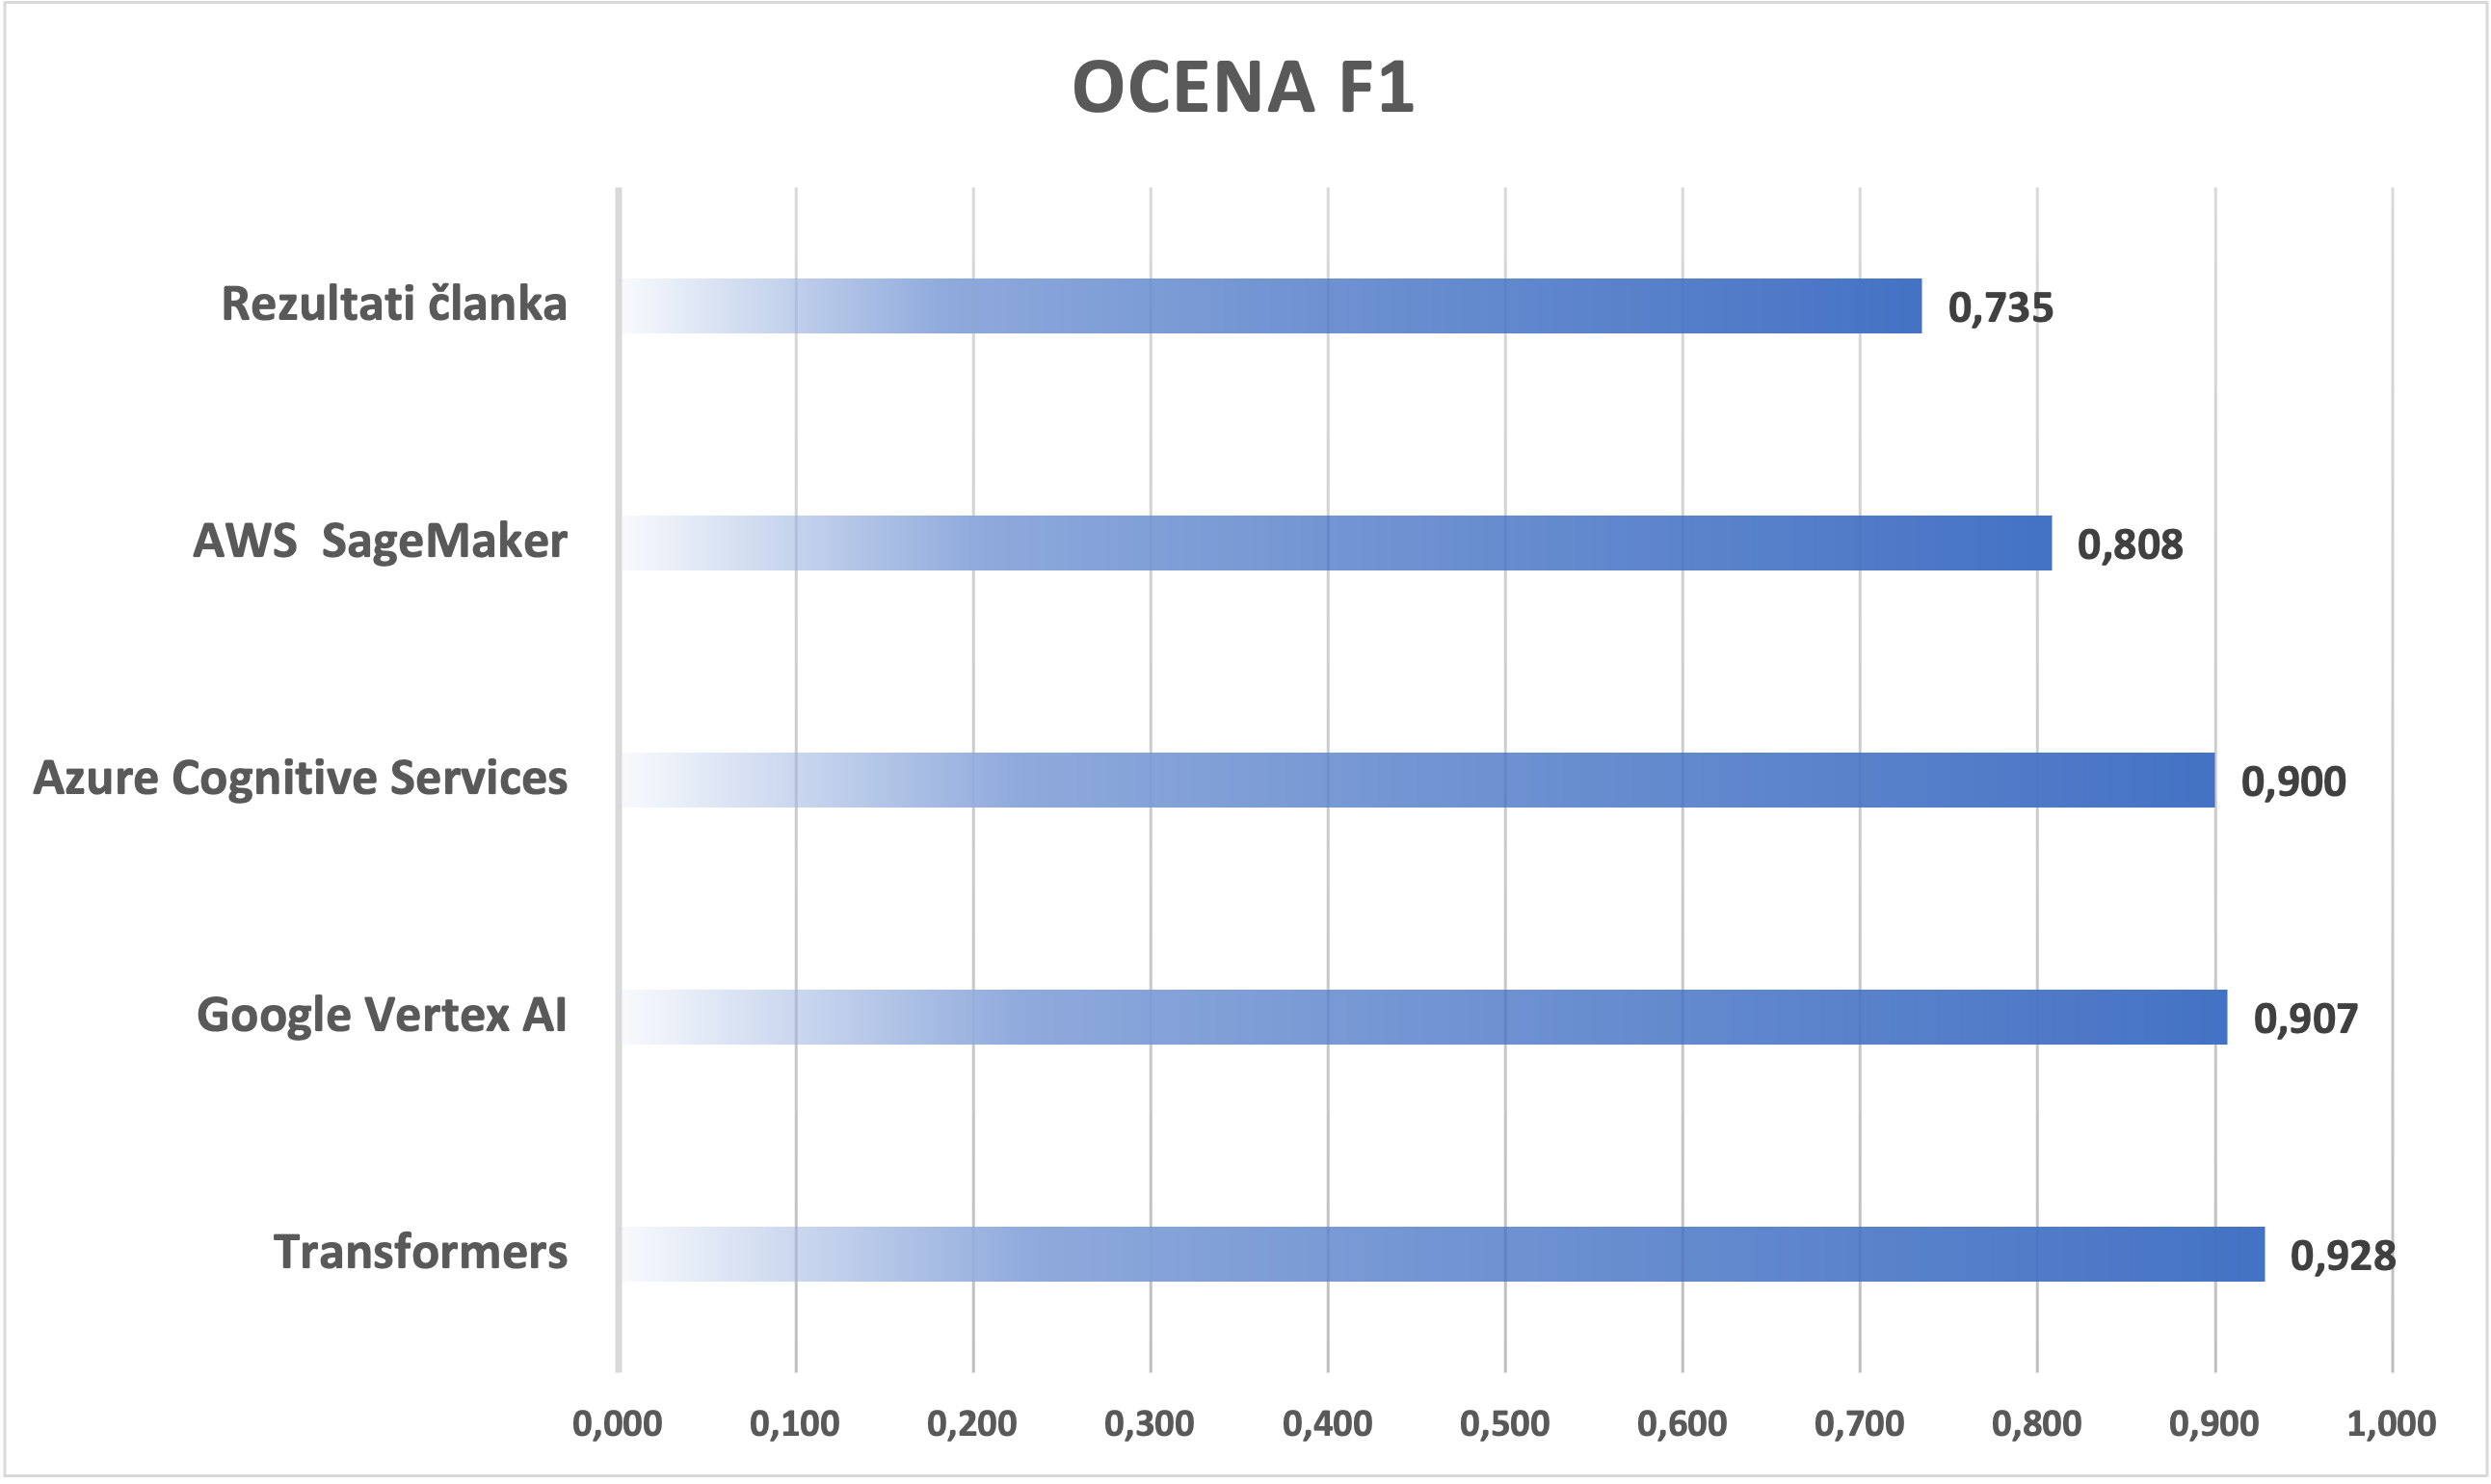 OCENA F1
Rezultati članka 0,735
AWS  SageMaker 0,808
Azure Cognitive Services 0,900
Google Vertex AI 0,907
Transformers 0,928
0,000 0,100 0,200 0,300 0,400 0,500 0,600 0,700 0,800 0,900 1,000